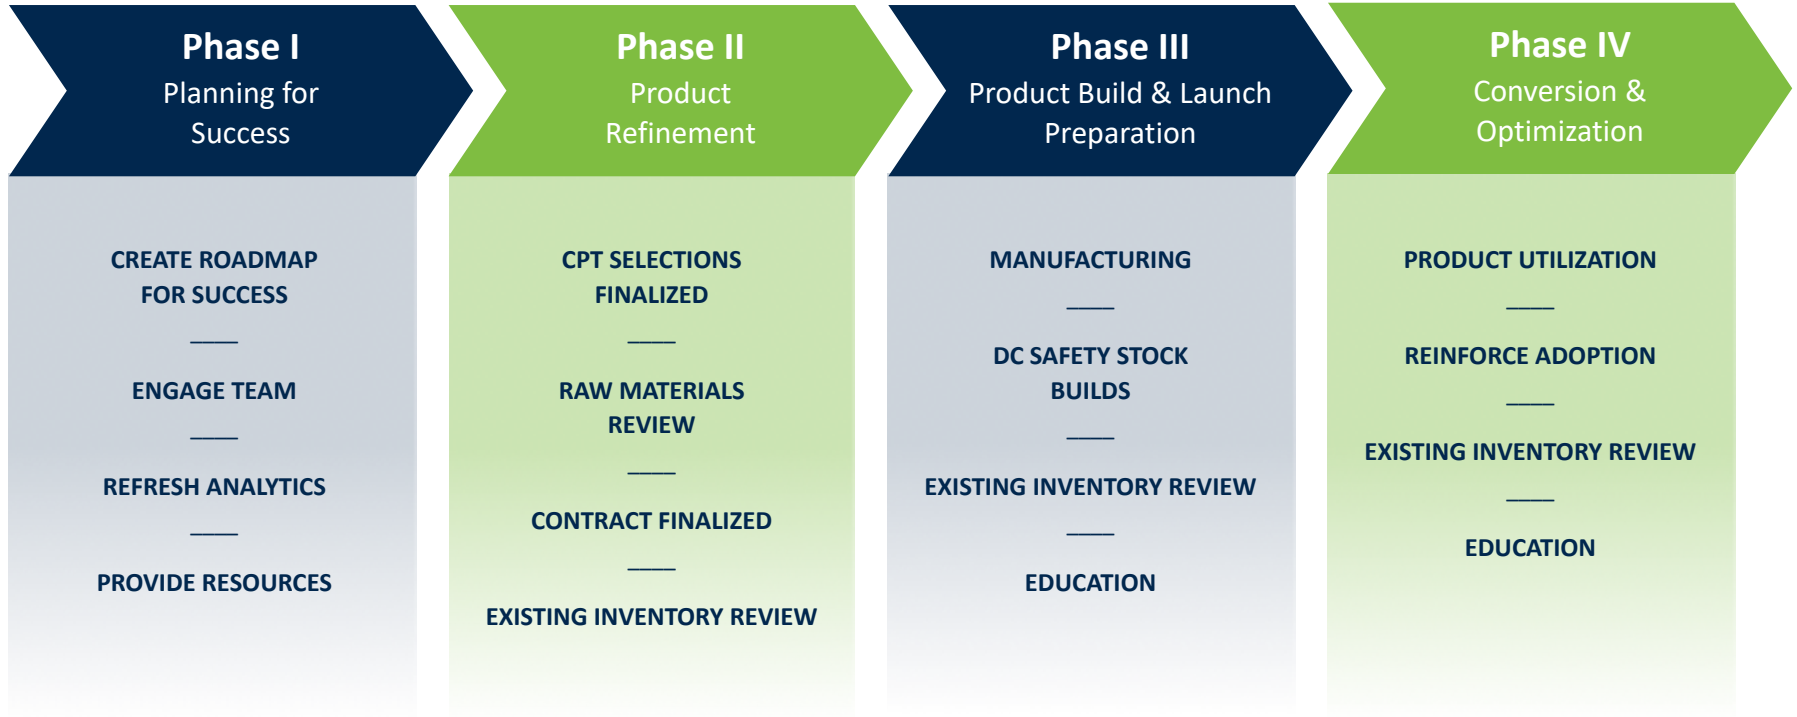 Phase I
Planning for
Success
CREATE ROADMAP
FOR SUCCESS
ENGAGE TEAM
REFRESH ANALYTICS
PROVIDE RESOURCES
Phase II
Product
Refinement
CPT SELECTIONS
FINALIZED
RAW MATERIALS
REVIEW
CONTRACT FINALIZED
EXISTING INVENTORY REVIEW
Phase III
Product Build & Launch
Preparation
MANUFACTURING
DC SAFETY STOCK
BUILDS
EXISTING INVENTORY REVIEW
EDUCATION
Phase IV
Conversion &
Optimization
PRODUCT UTILIZATION
REINFORCE ADOPTION
EXISTING INVENTORY REVIEW
EDUCATION